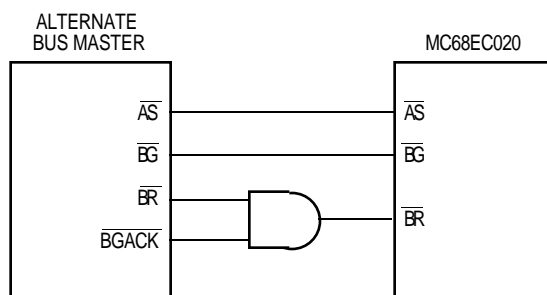 ALTERNATE
BUS MASTER
MC68EC020
AS
AS
BG
BG
BR
BR
BGACK